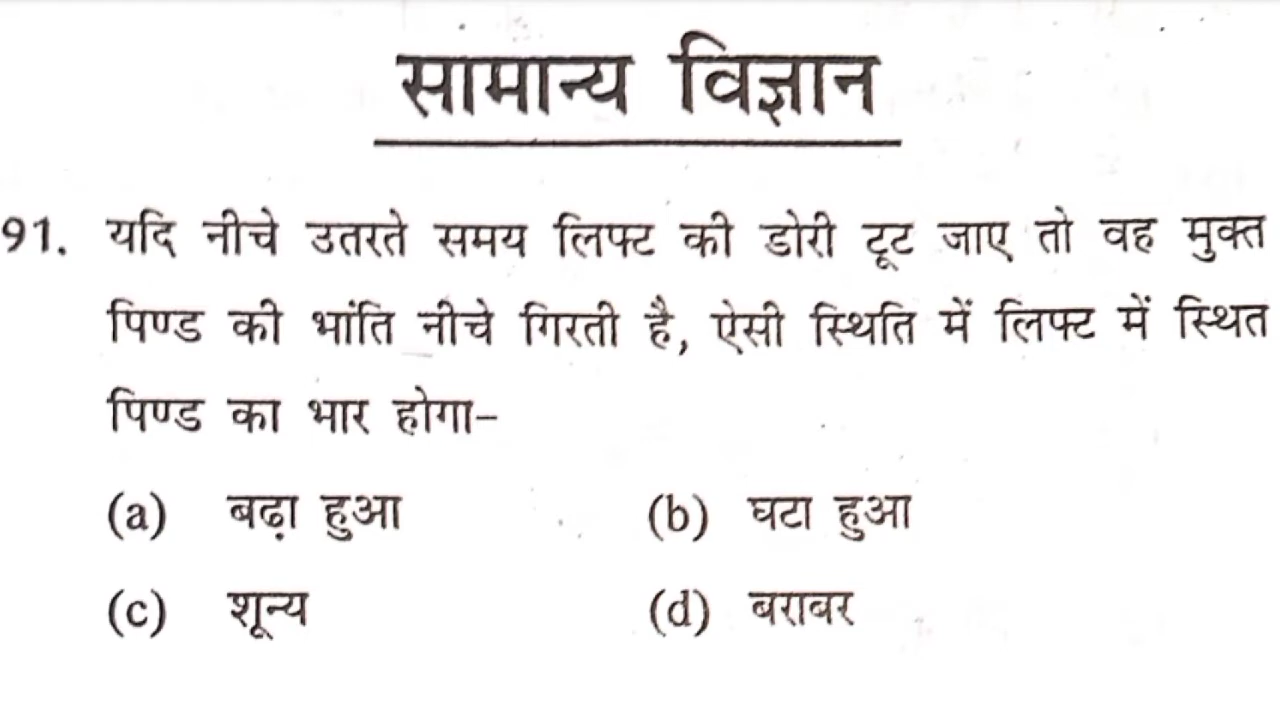 सामान्य विज्ञान
91. यदि नीचे उतरते समय लिफ्ट की डोरी टूट जाए तो वह मुक्त
पिण्ड की भांति नीचे गिरती है, ऐसी स्थिति में लिफ्ट में स्थित
पिण्ड का भार होगा-
(a) बढ़ा हुआ (b) घटा हुआ
(c) शून्य (d) बराबर